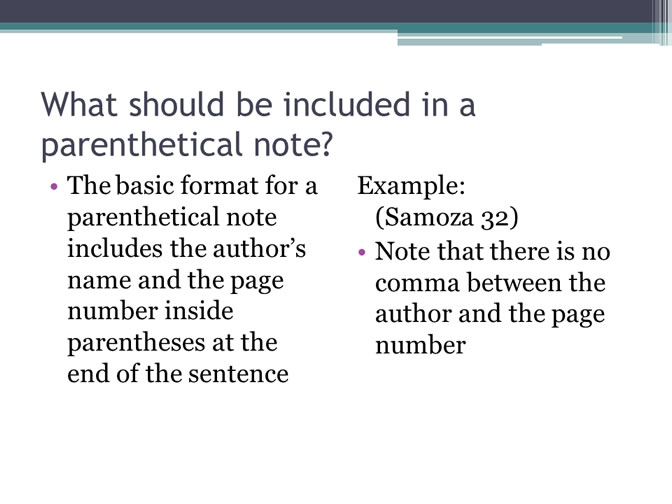 What should be included in a
parenthetical note?
• The basic format for a
parenthetical note
includes the author’s
name and the page
number inside
parentheses at the
end of the sentence
Example:
(Samoza 32)
• Note that there is no
comma between the
author and the page
number